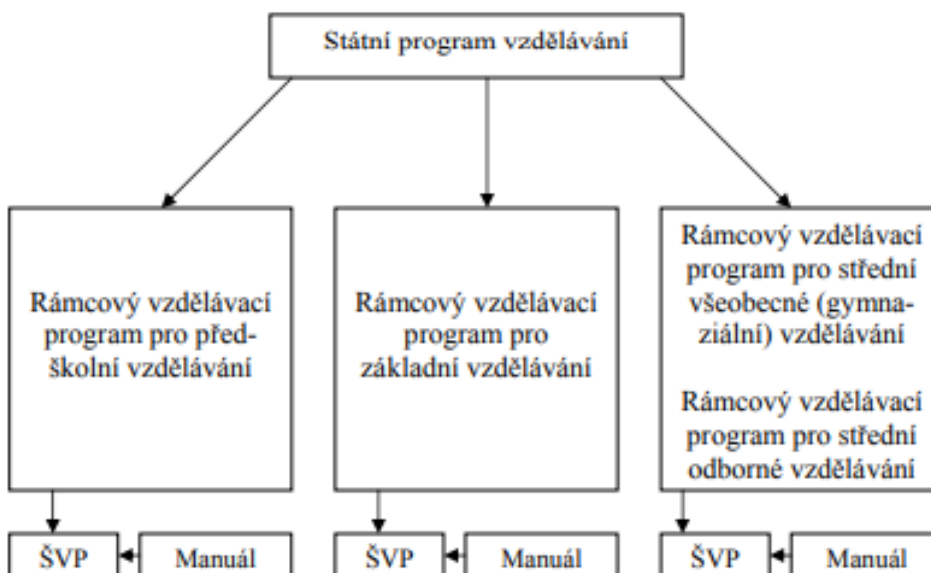 Státní program vzdělávání
Rámcový vzdělávací
program pro před-
školní vzdělávání
Rámcový vzdělávací
program pro
základní vzdělávání
Rámcový vzdělávací
program pro střední
všeobecné (gymna-
ziální) vzdělávání
Rámcový vzdělávací
program pro střední
odborné vzdělávání
ŠVP
Manuál
ŠVP
Manuál
ŠVP
Manuál